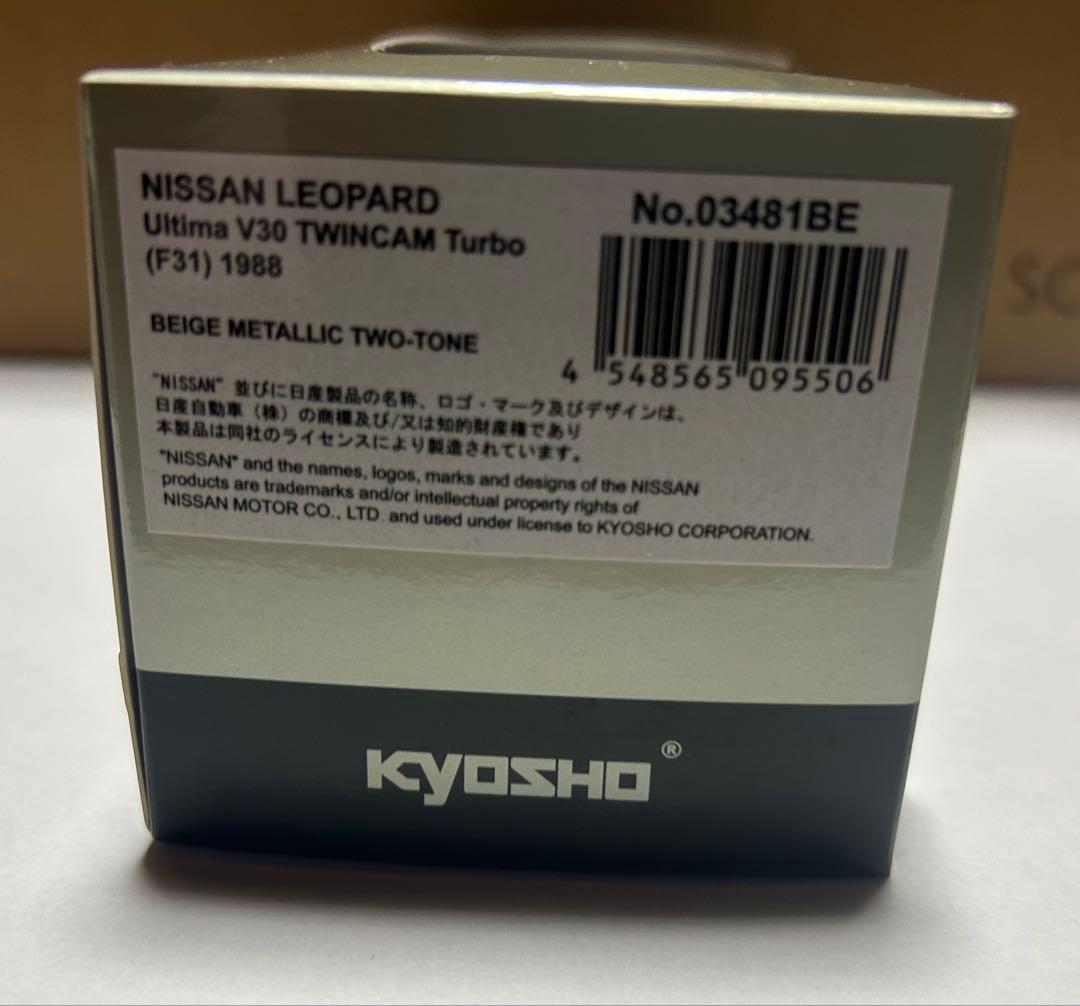 NISSAN LEOPARD
Ultima V30 TWINCAM Turbo
(F31) 1988
BEIGE METALLIC TWO-TONE
No.03481BE
4 548565 095506
"NISSAN" 並びに日産製品の名称、ロゴ・マーク及びデザインは、
日産自動車（株）の商標及び/又は知的財産権であり
本製品は同社のライセンスにより製造されています。
"NISSAN" and the names, logos, marks and designs of the NISSAN
products are trademarks and/or intellectual property rights of
NISSAN MOTOR CO., LTD. and used under license to KYOSHO CORPORATION.
KYOSHO®